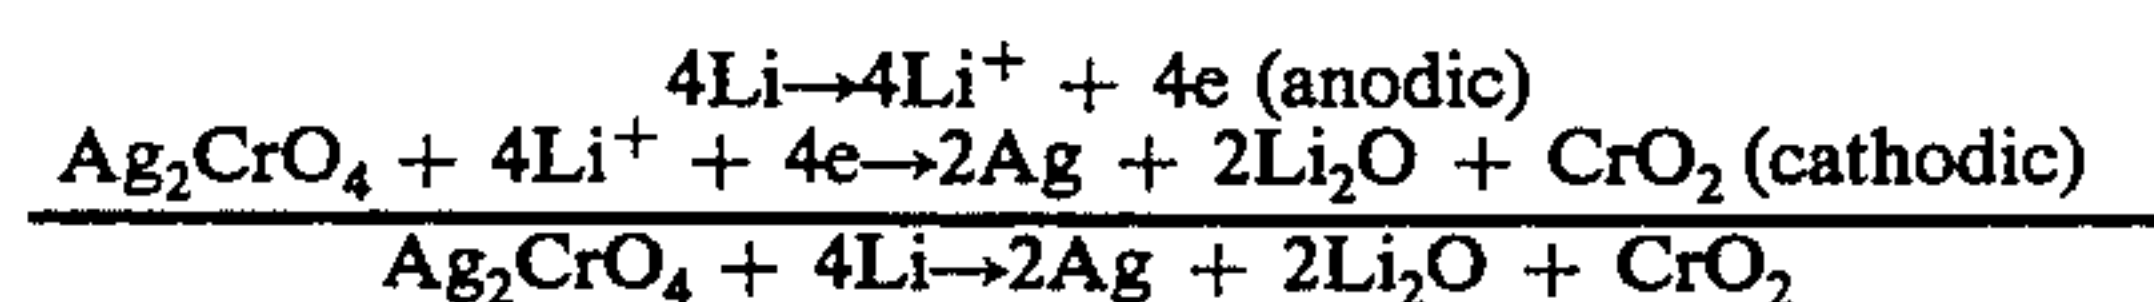 4Li→4Li⁺ + 4e (anodic)
Ag₂CrO₄ + 4Li⁺ + 4e→2Ag + 2Li₂O + CrO₂ (cathodic)
Ag₂CrO₄ + 4Li→2Ag + 2Li₂O + CrO₂